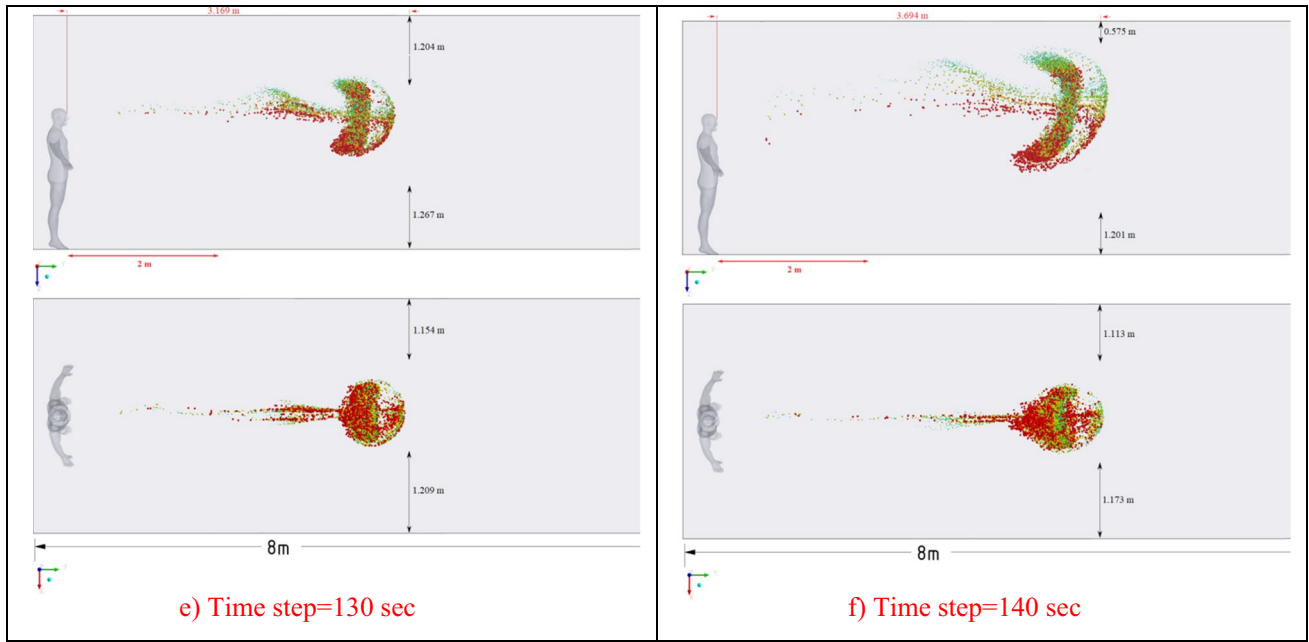 3.169 m
1.204 m
1.267 m
2 m
1.154 m
1.209 m
8m
e) Time step=130 sec
3.694 m
0.575 m
1.201 m
2 m
1.113 m
1.173 m
8m
f) Time step=140 sec